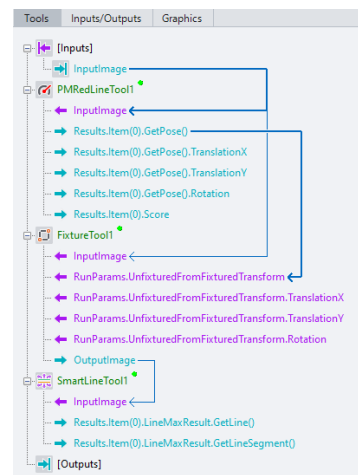 Tools Inputs/Outputs Graphics
[Inputs]
InputImage
PMRedLineTool1
InputImage
Results.Item(0).GetPose()
Results.Item(0).GetPose().TranslationX
Results.Item(0).GetPose().TranslationY
Results.Item(0).GetPose().Rotation
Results.Item(0).Score
FixtureTool1
InputImage
RunParams.UnfixturedFromFixturedTransform
RunParams.UnfixturedFromFixturedTransform.TranslationX
RunParams.UnfixturedFromFixturedTransform.TranslationY
RunParams.UnfixturedFromFixturedTransform.Rotation
OutputImage
SmartLineTool1
InputImage
Results.Item(0).LineMaxResult.GetLine()
Results.Item(0).LineMaxResult.GetLineSegment()
[Outputs]